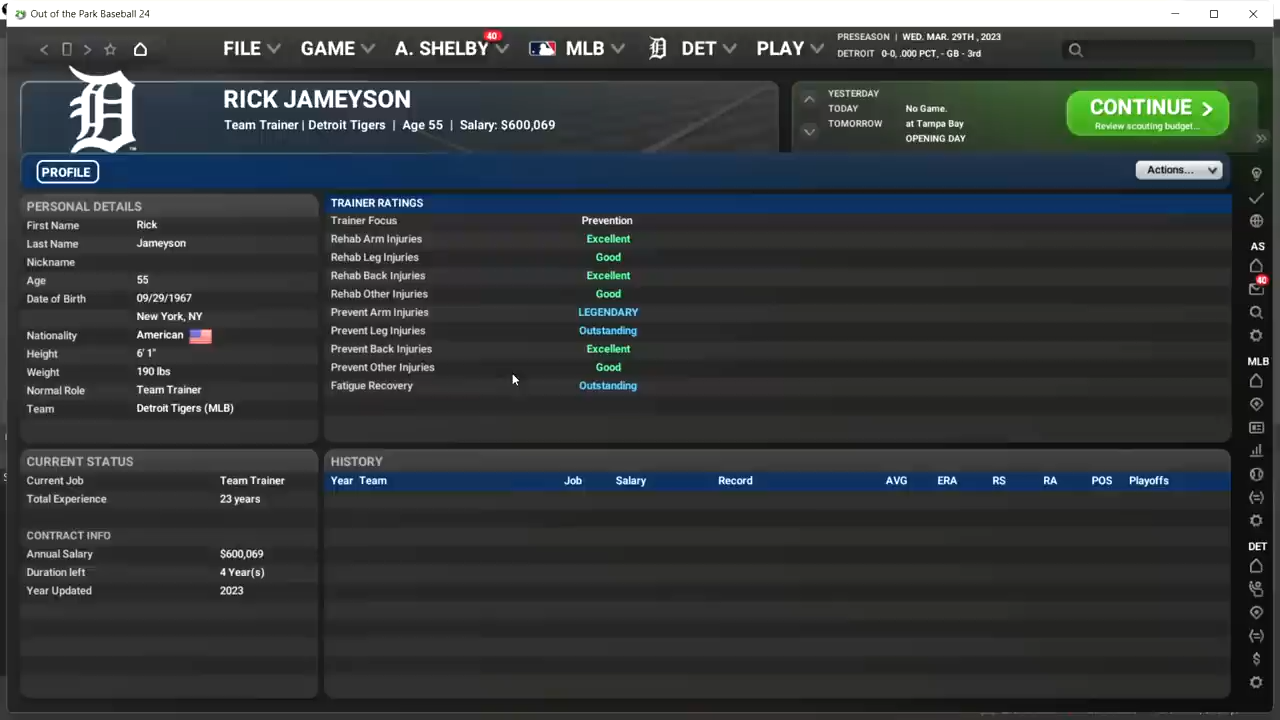 Out of the Park Baseball 24
FILE GAME A. SHELBY 40 MLB DET PLAY
PRESEASON | WED. MAR. 29TH , 2023
DETROIT 0-0, .000 PCT, - GB - 3rd
RICK JAMEYSON
Team Trainer | Detroit Tigers | Age 55 | Salary: $600,069
YESTERDAY
TODAY No Game.
TOMORROW at Tampa Bay
OPENING DAY
CONTINUE
Review scouting budget...
PROFILE
Actions...
PERSONAL DETAILS
First Name Rick
Last Name Jameyson
Nickname
Age 55
Date of Birth 09/29/1967
New York, NY
Nationality American
Height 6' 1"
Weight 190 lbs
Normal Role Team Trainer
Team Detroit Tigers (MLB)
TRAINER RATINGS
Trainer Focus Prevention
Rehab Arm Injuries Excellent
Rehab Leg Injuries Good
Rehab Back Injuries Excellent
Rehab Other Injuries Good
Prevent Arm Injuries LEGENDARY
Prevent Leg Injuries Outstanding
Prevent Back Injuries Excellent
Prevent Other Injuries Good
Fatigue Recovery Outstanding
CURRENT STATUS
Current Job Team Trainer
Total Experience 23 years
CONTRACT INFO
Annual Salary $600,069
Duration left 4 Year(s)
Year Updated 2023
HISTORY
Year Team Job Salary Record AVG ERA RS RA POS Playoffs
AS
40
MLB
DET